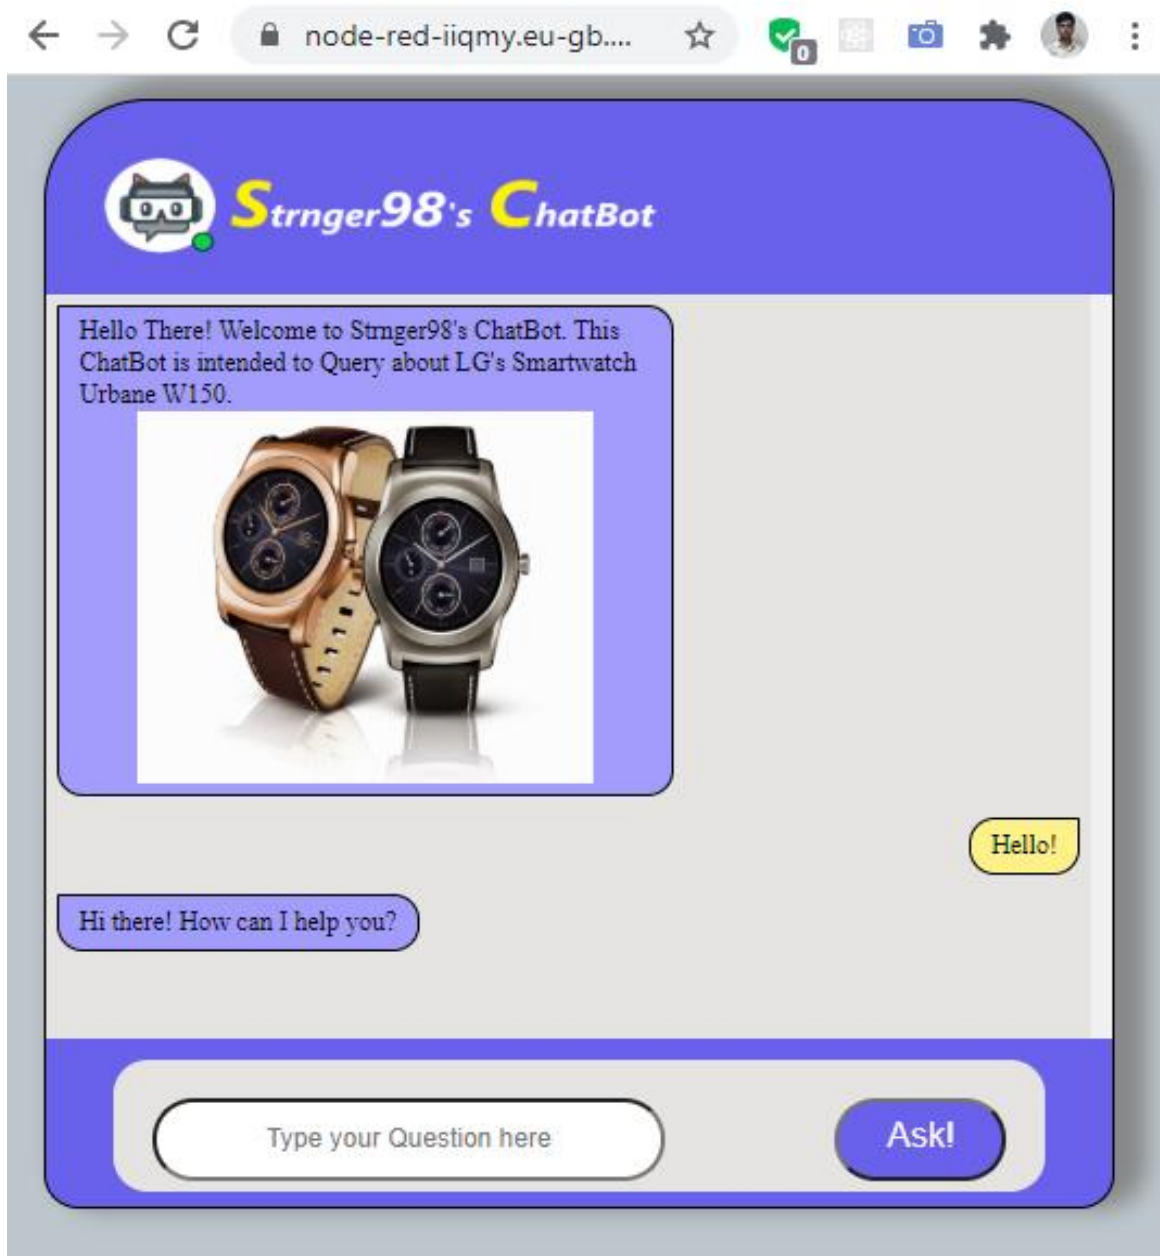 node-red-iiqmy.eu-gb....
0
Strnger98's ChatBot
Hello There! Welcome to Strnger98's ChatBot. This
ChatBot is intended to Query about LG's Smartwatch
Urbane W150.
Hello!
Hi there! How can I help you?
Type your Question here
Ask!